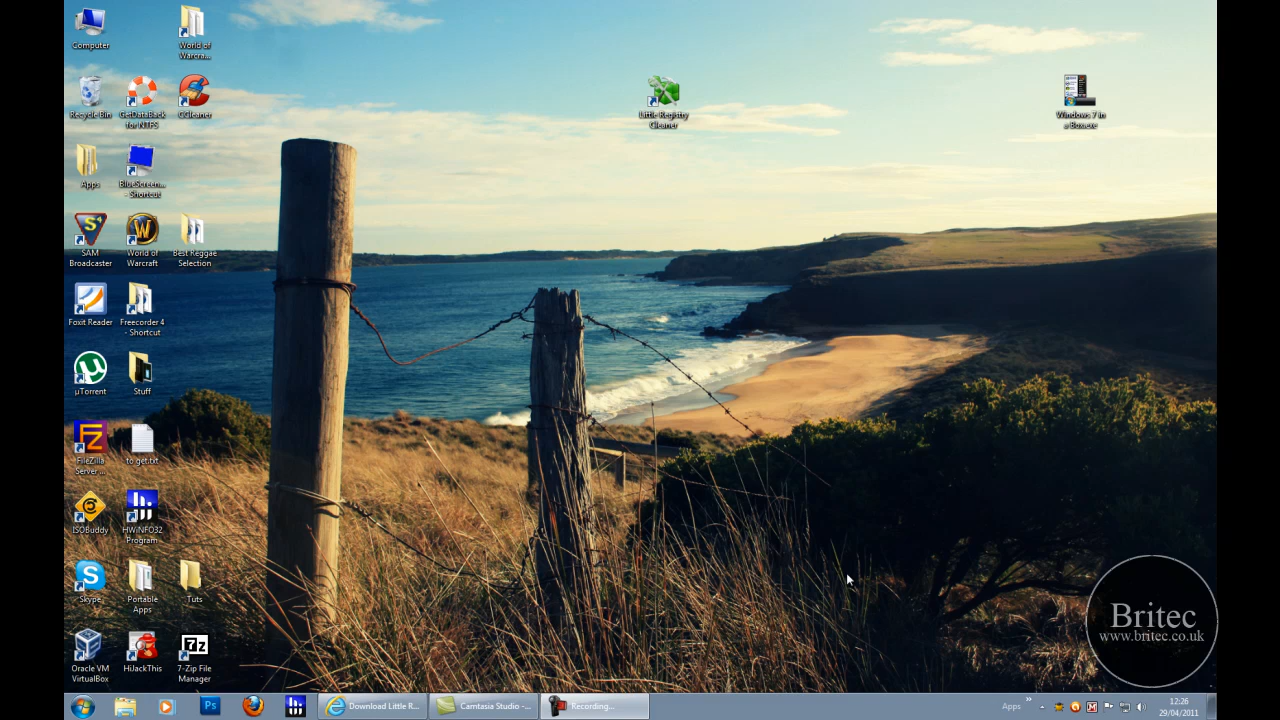 Computer
World of
Warcra...
Recycle Bin
GetDataBack
for NTFS
CCleaner
Little Registry
Cleaner
Windows 7 in
a Box.exe
Apps
BlueScreen...
- Shortcut
SAM
Broadcaster
World of
Warcraft
Best Reggae
Selection
Foxit Reader
Freecorder 4
- Shortcut
µTorrent
Stuff
FileZilla
Server ...
to get.txt
ISOBuddy
HWiNFO32
Program
Skype
Portable
Apps
Tuts
Oracle VM
VirtualBox
HiJackThis
7-Zip File
Manager
Britec
www.britec.co.uk
Download Little R...
Camtasia Studio -...
Recording...
Apps
12:26
29/04/2011